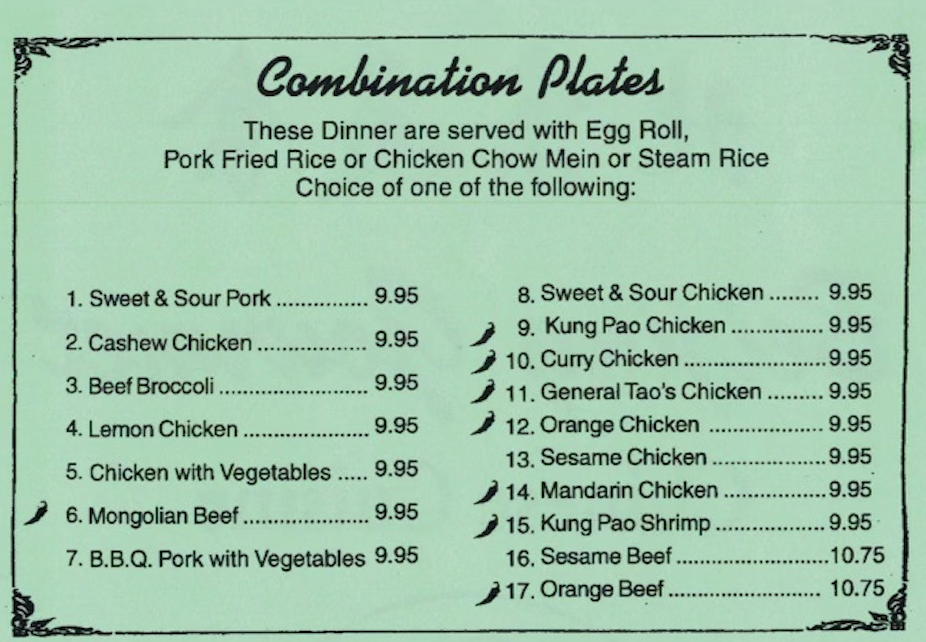 Combination Plates
These Dinner are served with Egg Roll,
Pork Fried Rice or Chicken Chow Mein or Steam Rice
Choice of one of the following:
1. Sweet & Sour Pork ............... 9.95
2. Cashew Chicken .................. 9.95
3. Beef Broccoli ......................... 9.95
4. Lemon Chicken ..................... 9.95
5. Chicken with Vegetables ..... 9.95
6. Mongolian Beef..................... 9.95
7. B.B.Q. Pork with Vegetables 9.95
8. Sweet & Sour Chicken ........ 9.95
9. Kung Pao Chicken ............... 9.95
10. Curry Chicken ........................ 9.95
11. General Tao's Chicken ......... 9.95
12. Orange Chicken ................... 9.95
13. Sesame Chicken ................... 9.95
14. Mandarin Chicken ................. 9.95
15. Kung Pao Shrimp .................. 9.95
16. Sesame Beef......................... 10.75
17. Orange Beef ......................... 10.75